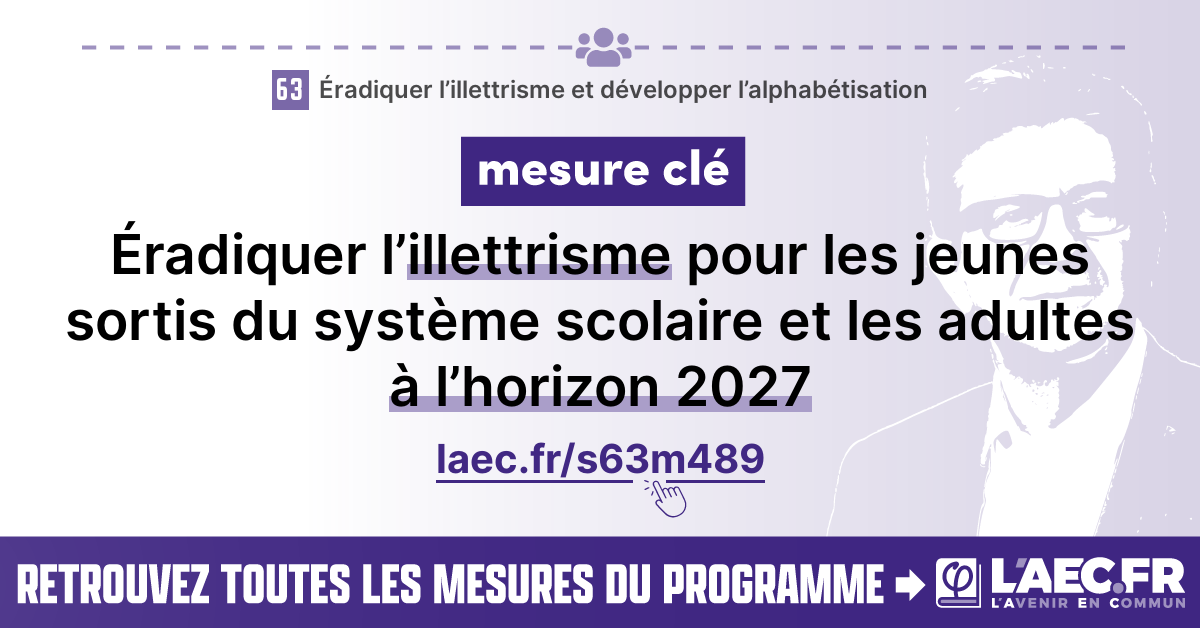 63 Éradiquer l’illettrisme et développer l’alphabétisation
mesure clé
Éradiquer l’illettrisme pour les jeunes
sortis du système scolaire et les adultes
à l’horizon 2027
laec.fr/s63m489
RETROUVEZ TOUTES LES MESURES DU PROGRAMME
φ
L’AEC.FR
L’AVENIR EN COMMUN